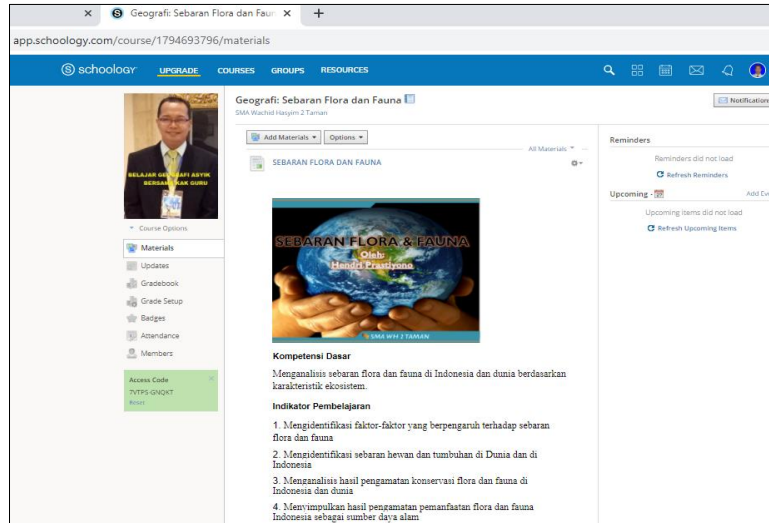 Geografi: Sebaran Flora dan Faun
app.schoology.com/course/1794693796/materials
S schoology UPGRADE COURSES GROUPS RESOURCES
Geografi: Sebaran Flora dan Fauna
Notifications
SMA Wachid Hasyim 2 Taman
Add Materials Options
All Materials
SEBARAN FLORA DAN FAUNA
BELAJAR GEOGRAFI ASYIK
BERSAMA KAK GURU
SEBARAN FLORA & FAUNA
Oleh:
Hendri Prastiyono
SMA WH 2 TAMAN
Course Options
Materials
Updates
Gradebook
Grade Setup
Badges
Attendance
Members
Access Code
7VTPS-GNQK7
Reset
Kompetensi Dasar
Menganalisis sebaran flora dan fauna di Indonesia dan dunia berdasarkan
karakteristik ekosistem.
Indikator Pembelajaran
1. Mengidentifikasi faktor-faktor yang berpengaruh terhadap sebaran
flora dan fauna
2. Mengidentifikasi sebaran hewan dan tumbuhan di Dunia dan di
Indonesia
3. Menganalisis hasil pengamatan konservasi flora dan fauna di
Indonesia dan dunia
4. Menyimpulkan hasil pengamatan pemanfaatan flora dan fauna
Indonesia sebagai sumber daya alam
Reminders
Reminders did not load
Refresh Reminders
Upcoming
Add Eve
Upcoming items did not load
Refresh Upcoming Items